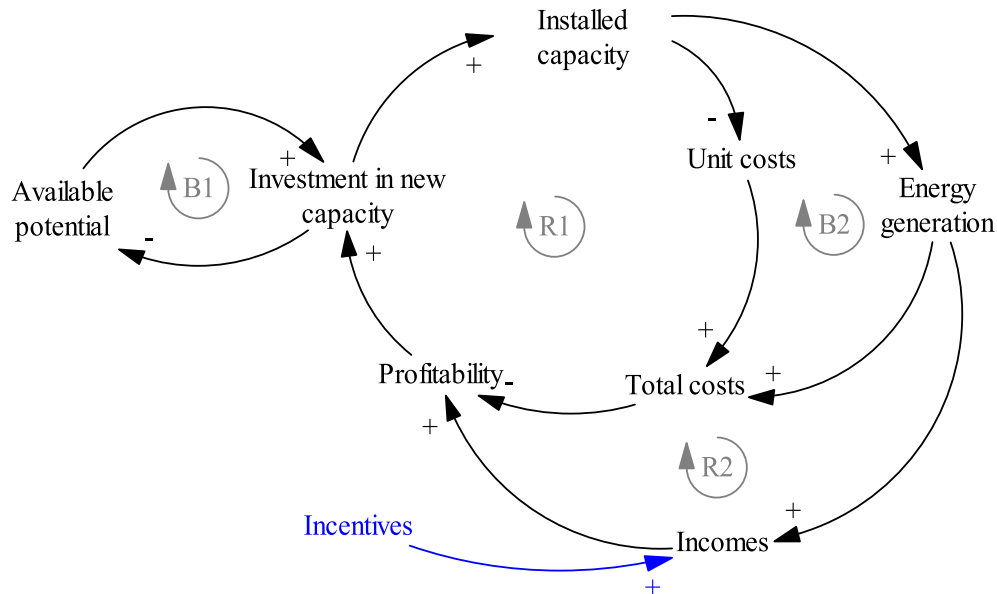 Installed
capacity
+
-
Unit costs
+
Energy
generation
+
Investment in new
capacity
Available
potential
B1
-
+
R1
B2
+
+
Profitability
-
Total costs
+
R2
+
Incentives
Incomes
+